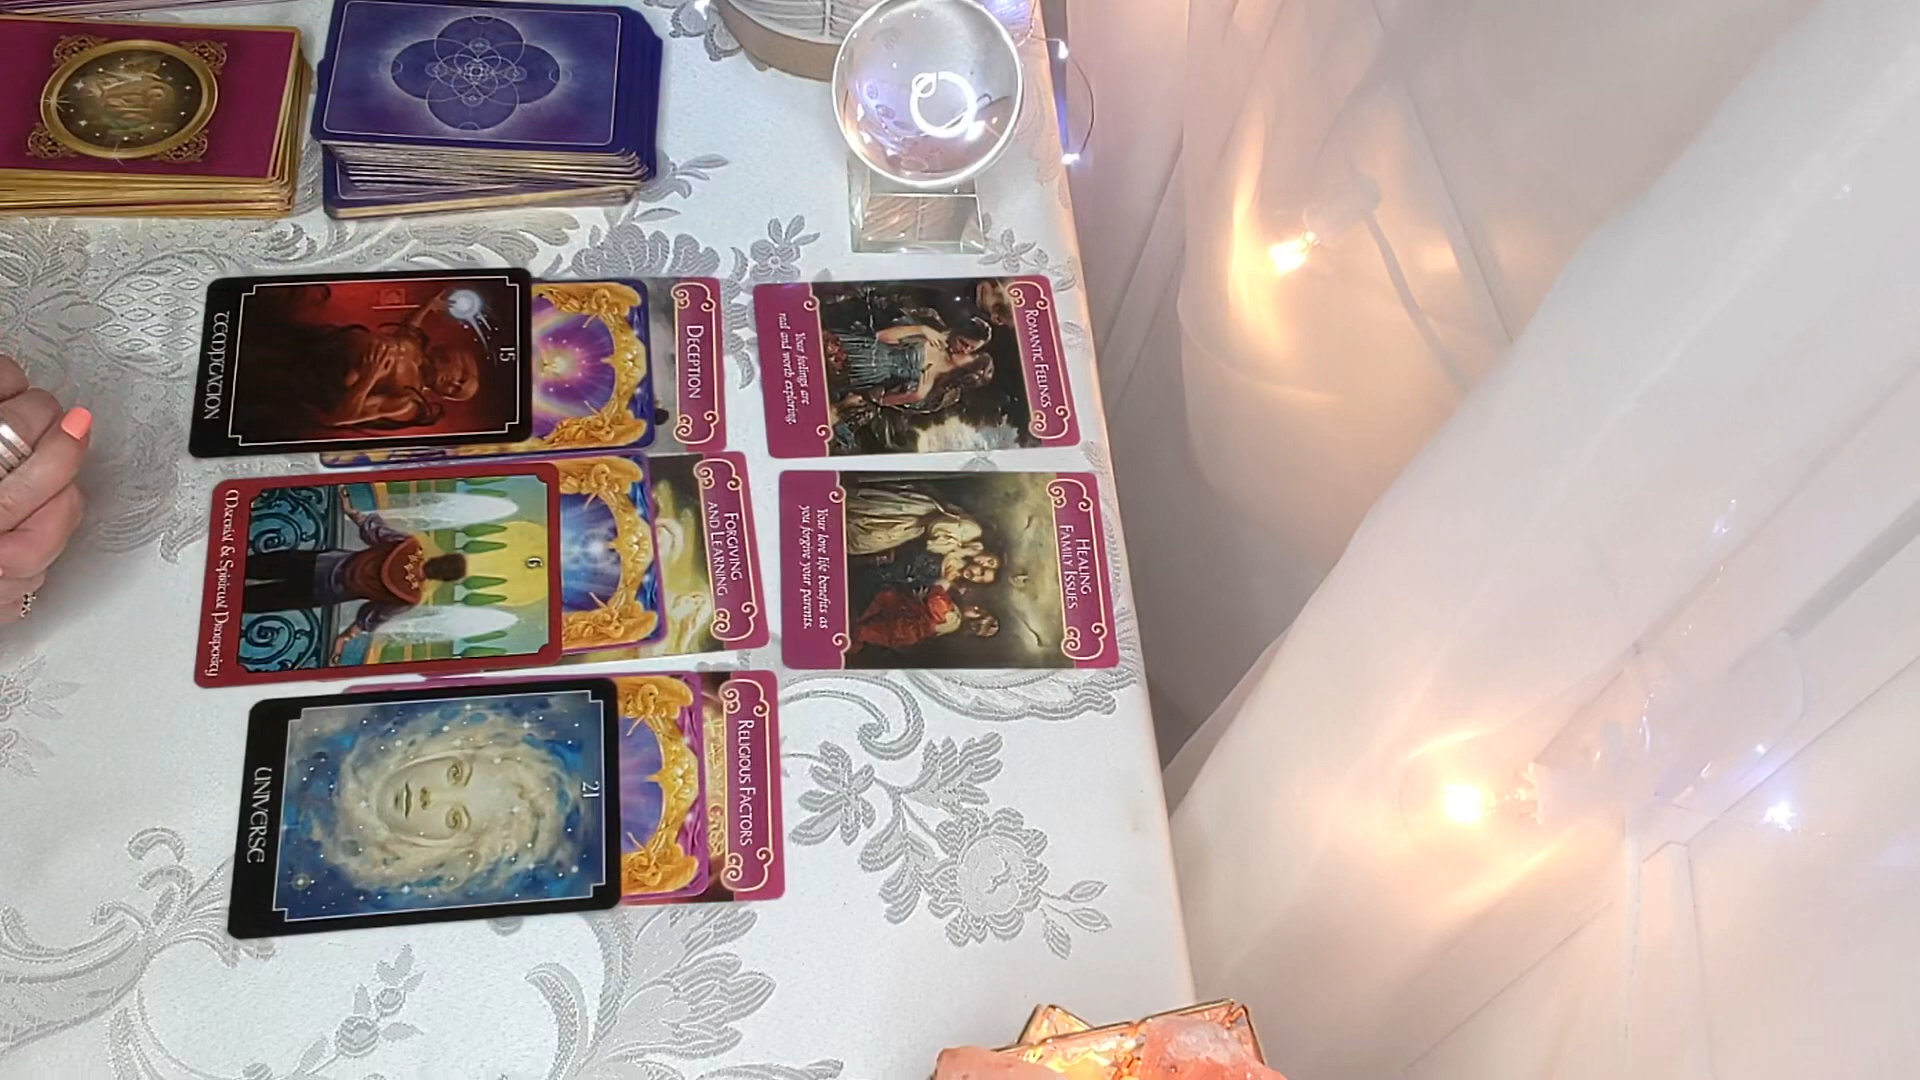 15
TEMPTATION
DECEPTION
ROMANTIC FEELINGS
Your feelings are
real and worth exploring.
6
Material & Spiritual Prosperity
FORGIVING
AND LEARNING
HEALING
FAMILY ISSUES
Your love life benefits as
you forgive your parents.
21
UNIVERSE
RELIGIOUS FACTORS